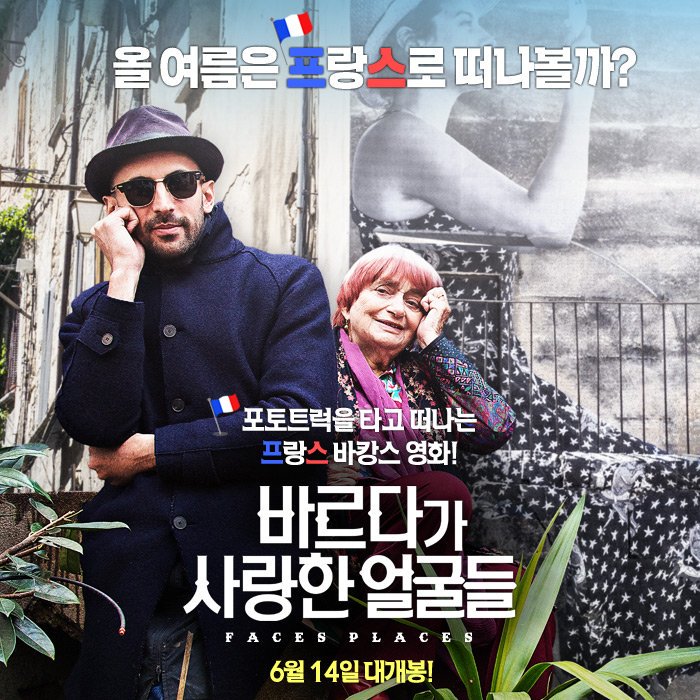 올 여름은 프랑스로 떠나볼까?
포토트럭을 타고 떠나는
프랑스 바캉스 영화!
바르다가
사랑한 얼굴들
FACES PLACES
6월 14일 대개봉!